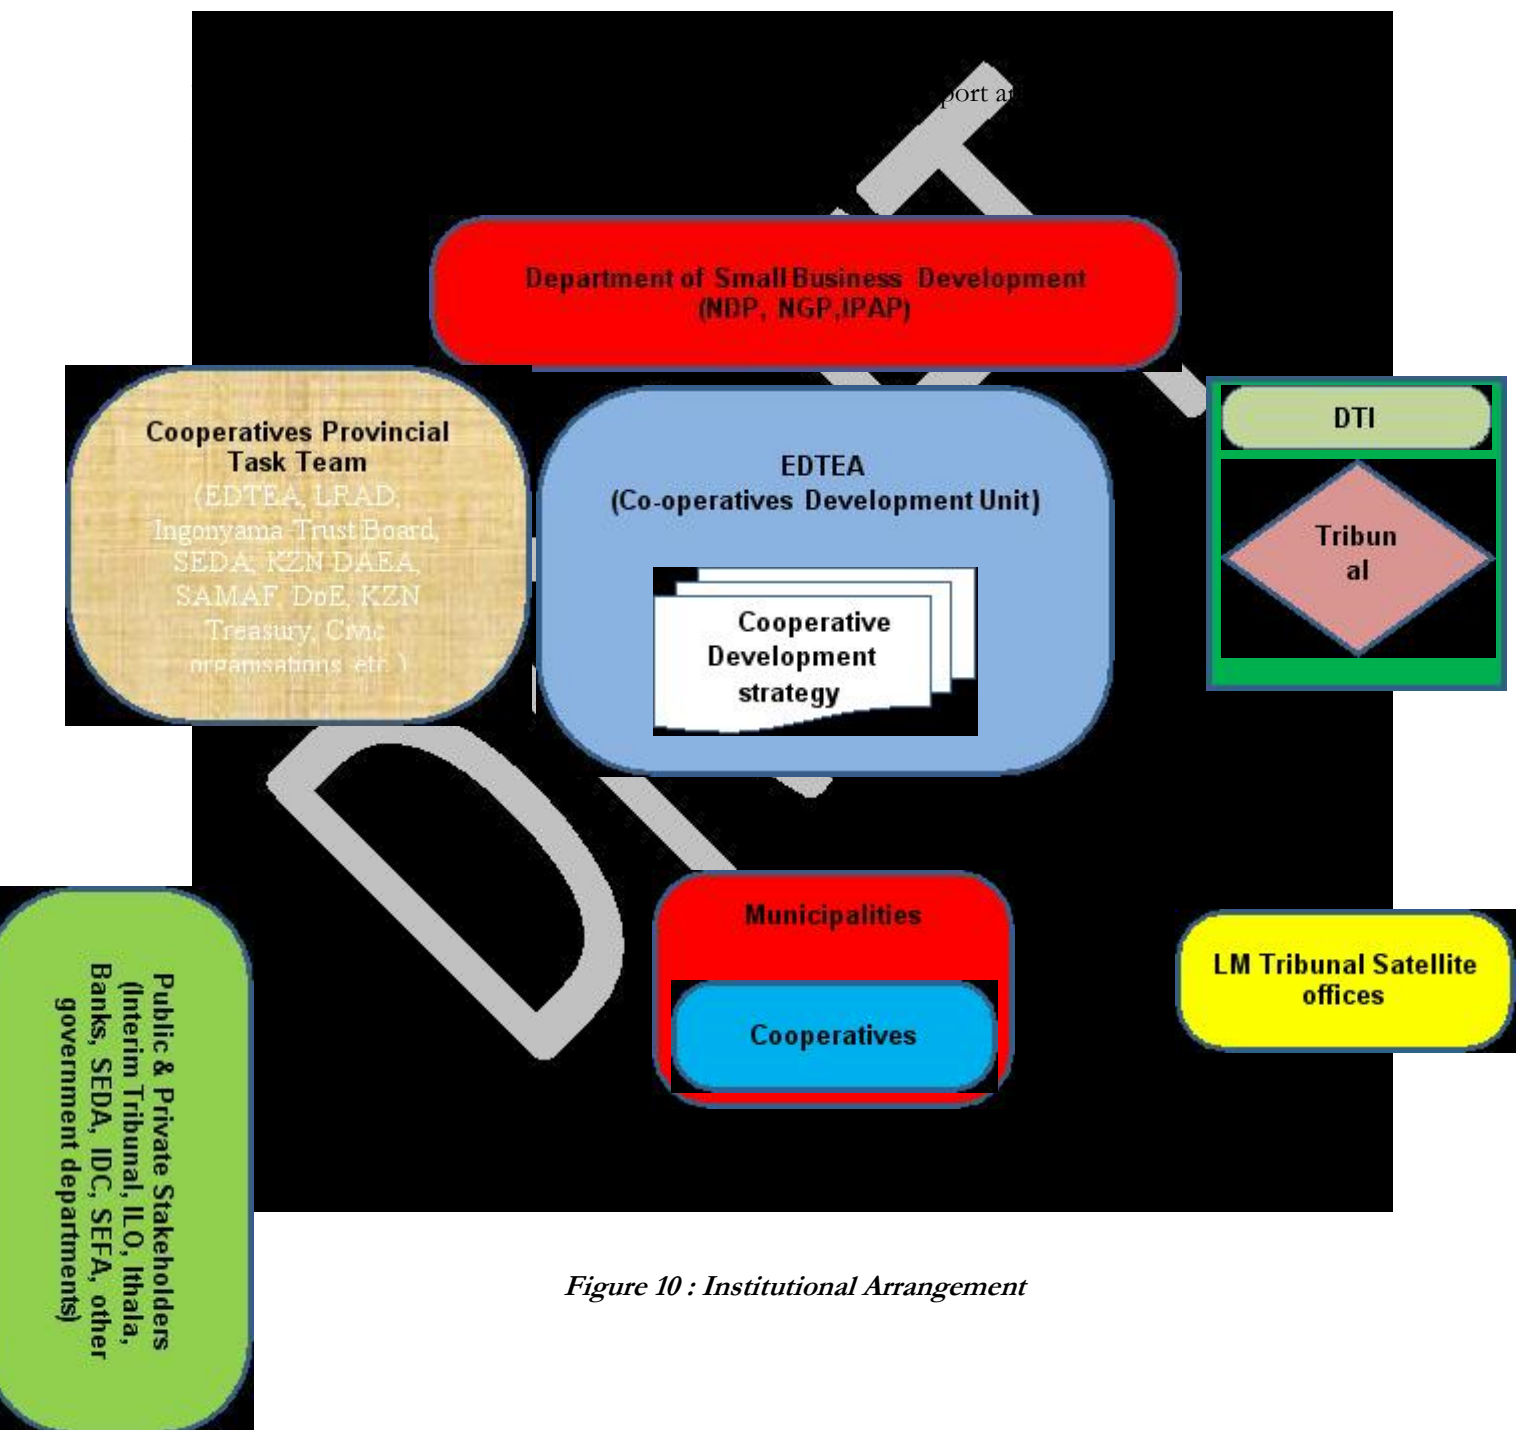 port at
Department of Small Business Development
(NDP, NGP,IPAP)
Cooperatives Provincial
Task Team
(EDTEA, LRAD,
Ingonyama Trust Board,
SEDA; KZN DAEA,
SAMAF, DoE, KZN
Treasury, Civic
organisations etc.)
EDTEA
(Co-operatives Development Unit)
Cooperative
Development
strategy
DTI
Tribun
al
Municipalities
Cooperatives
LM Tribunal Satellite
offices
Public & Private Stakeholders
(Interim Tribunal, ILO, Ithala,
Banks, SEDA, IDC, SEFA, other
government departments)
Figure 10 : Institutional Arrangement